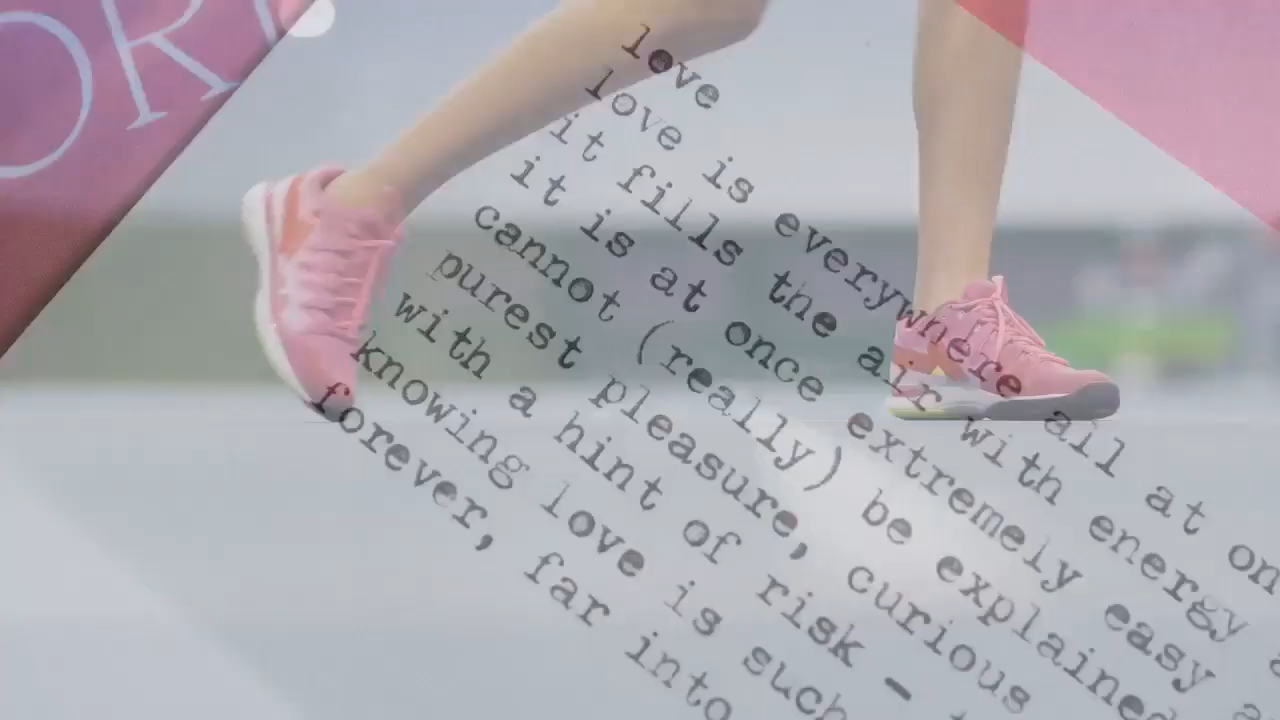 OR
love
love is everywhere all at on
it fills the air with energy a
it is at once extremely easy a
cannot (really) be explained
purest pleasure, curious
with a hint of risk -
knowing love is such
forever, far into